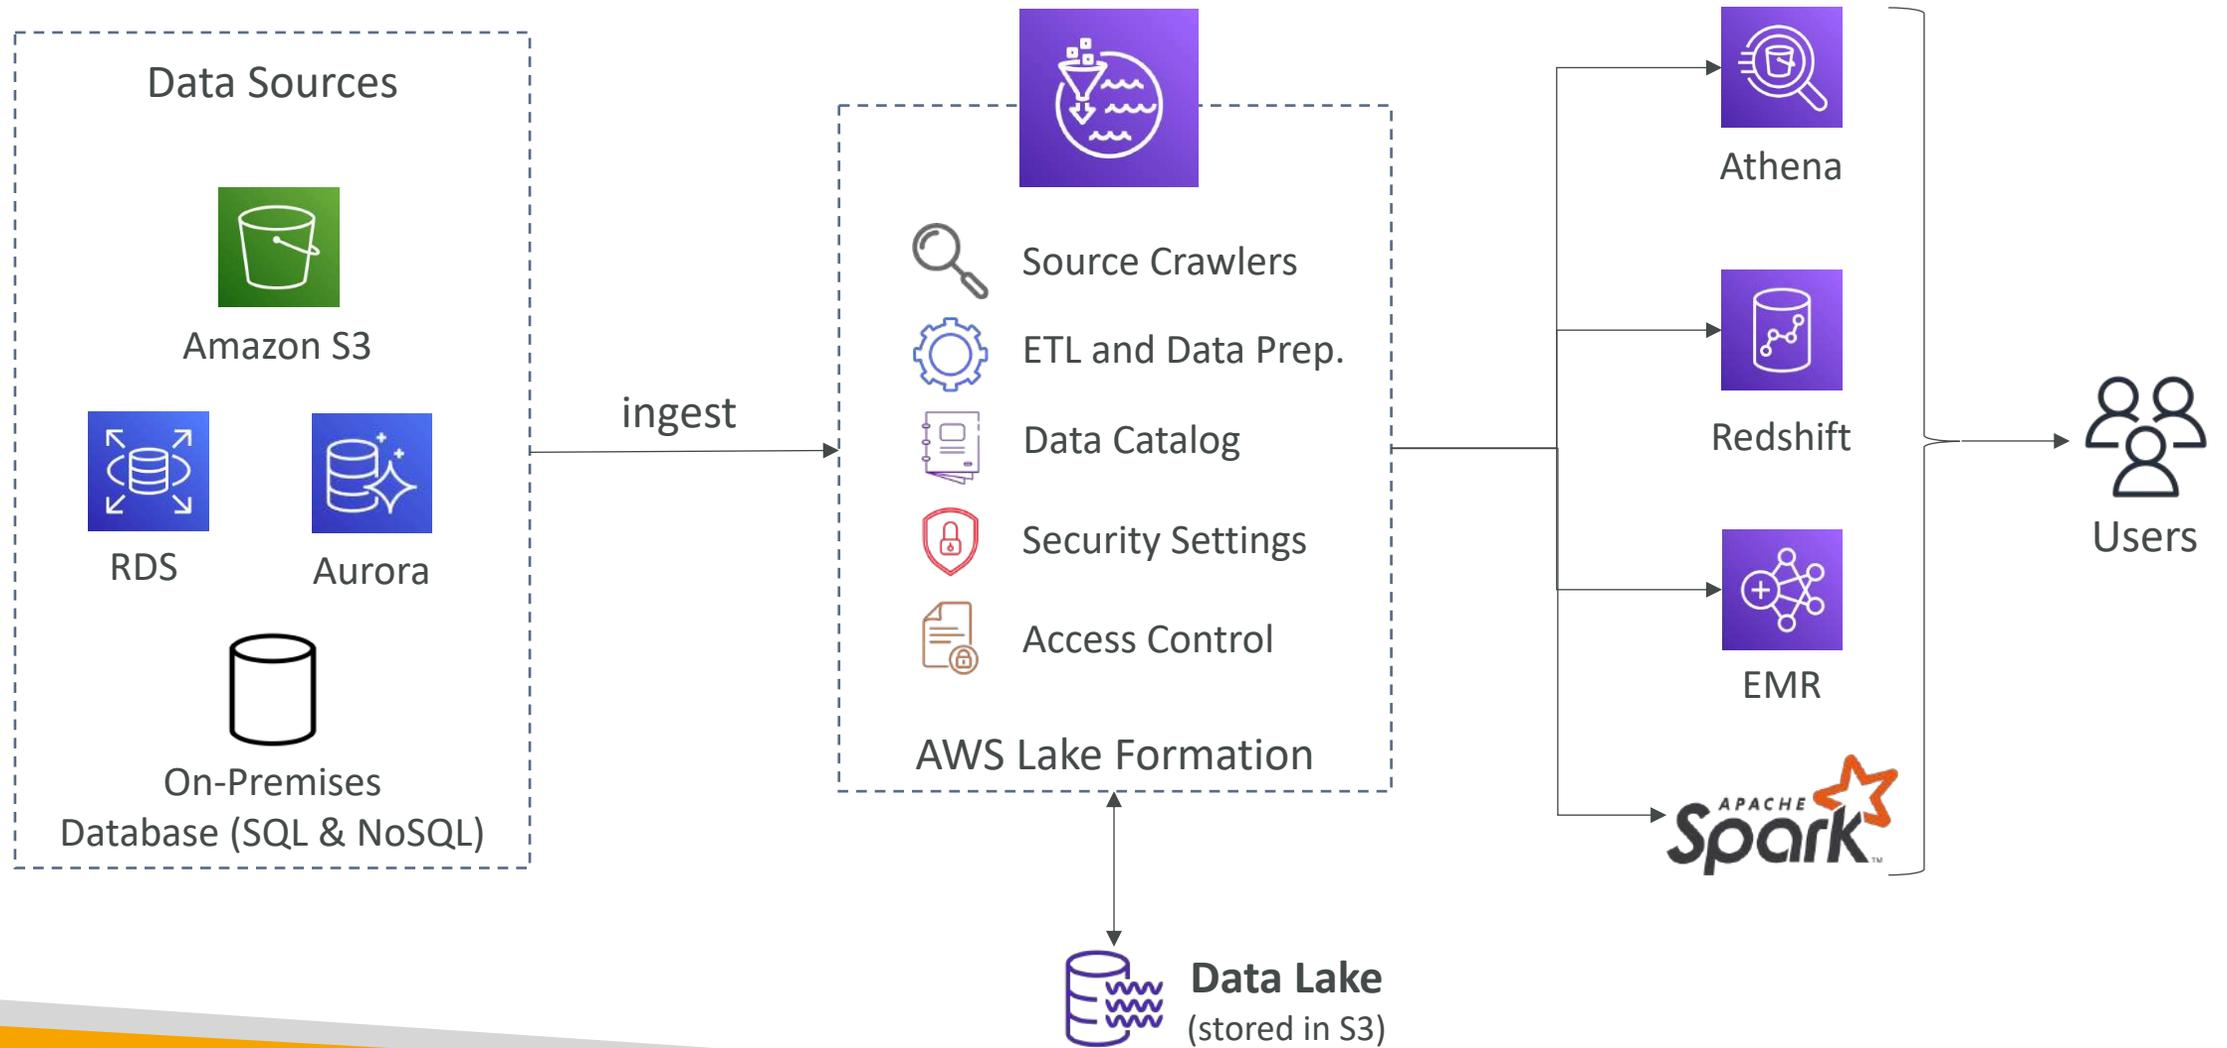 Data Sources
Amazon S3
RDS
Aurora
On-Premises
Database (SQL & NoSQL)
ingest
Source Crawlers
ETL and Data Prep.
Data Catalog
Security Settings
Access Control
AWS Lake Formation
Data Lake
(stored in S3)
Athena
Redshift
EMR
APACHE
Spark™
Users